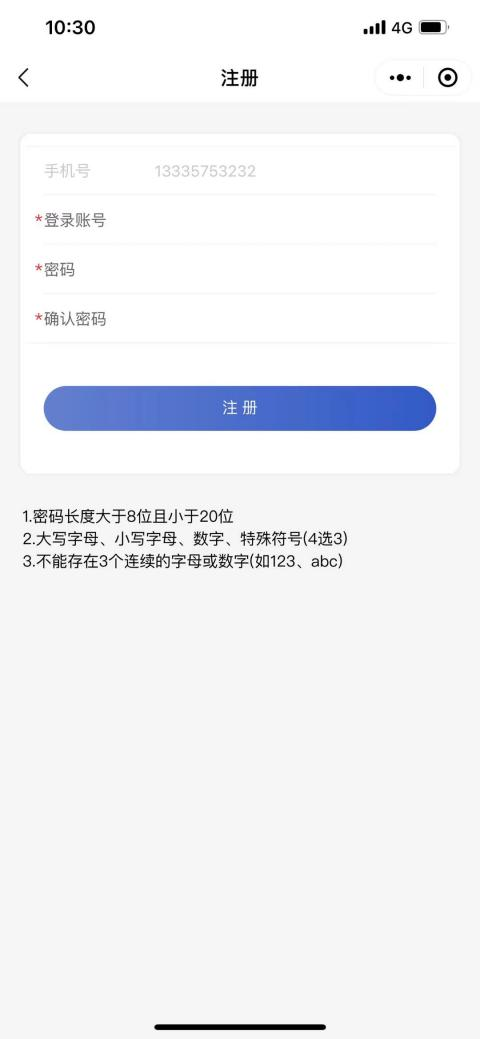 10:30
4G
注册
手机号 13335753232
*登录账号
*密码
*确认密码
注 册
1.密码长度大于8位且小于20位
2.大写字母、小写字母、数字、特殊符号(4选3)
3.不能存在3个连续的字母或数字(如123、abc)